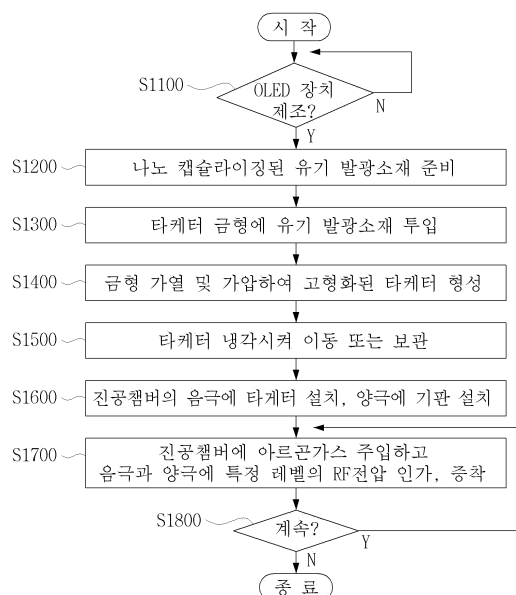 시 작
S1100
OLED 장치
제조?
N
Y
S1200
나노 캡슐라이징된 유기 발광소재 준비
S1300
타케터 금형에 유기 발광소재 투입
S1400
금형 가열 및 가압하여 고형화된 타케터 형성
S1500
타케터 냉각시켜 이동 또는 보관
S1600
진공챔버의 음극에 타게터 설치, 양극에 기판 설치
S1700
진공챔버에 아르곤가스 주입하고
음극과 양극에 특정 레벨의 RF전압 인가, 증착
S1800
계속?
Y
N
종 료